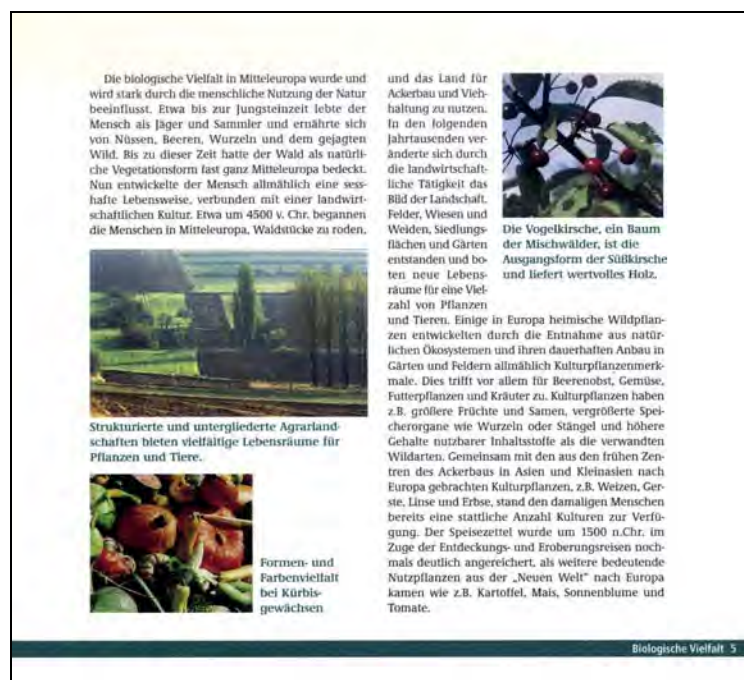 Die biologische Vielfalt in Mitteleuropa wurde und
wird stark durch die menschliche Nutzung der Natur
beeinflusst. Etwa bis zur Jungsteinzeit lebte der
Mensch als Jäger und Sammler und ernährte sich
von Nüssen, Beeren, Wurzeln und dem gejagten
Wild. Bis zu dieser Zeit hatte der Wald als natürli-
che Vegetationsform fast ganz Mitteleuropa bedeckt.
Nun entwickelte der Mensch allmählich eine sess-
hafte Lebensweise, verbunden mit einer landwirt-
schaftlichen Kultur. Etwa um 4500 v. Chr. begannen
die Menschen in Mitteleuropa, Waldstücke zu roden,
Strukturierte und untergliederte Agrarland-
schaften bieten vielfältige Lebensräume für
Pflanzen und Tiere.
Formen- und
Farbenvielfalt
bei Kürbis-
gewächsen
und das Land für
Ackerbau und Vieh-
haltung zu nutzen.
In den folgenden
Jahrtausenden ver-
änderte sich durch
die landwirtschaft-
liche Tätigkeit das
Bild der Landschaft.
Felder, Wiesen und
Weiden, Siedlungs-
flächen und Gärten
entstanden und bo-
ten neue Lebens-
räume für eine Viel-
zahl von Pflanzen
und Tieren. Einige in Europa heimische Wildpflan-
zen entwickelten durch die Entnahme aus natür-
lichen Ökosystemen und ihren dauerhaften Anbau in
Gärten und Feldern allmählich Kulturpflanzenmerk-
male. Dies trifft vor allem für Beerenobst, Gemüse,
Futterpflanzen und Kräuter zu. Kulturpflanzen haben
z.B. größere Früchte und Samen, vergrößerte Spei-
cherorgane wie Wurzeln oder Stängel und höhere
Gehalte nutzbarer Inhaltsstoffe als die verwandten
Wildarten. Gemeinsam mit den aus den frühen Zen-
tren des Ackerbaus in Asien und Kleinasien nach
Europa gebrachten Kulturpflanzen, z.B. Weizen, Ger-
ste, Linse und Erbse, stand den damaligen Menschen
bereits eine stattliche Anzahl Kulturen zur Verfü-
gung. Der Speisezettel wurde um 1500 n.Chr. im
Zuge der Entdeckungs- und Eroberungsreisen noch-
mals deutlich angereichert, als weitere bedeutende
Nutzpflanzen aus der „Neuen Welt" nach Europa
kamen wie z.B. Kartoffel, Mais, Sonnenblume und
Tomate.
Die Vogelkirsche, ein Baum
der Mischwälder, ist die
Ausgangsform der Süßkirsche
und liefert wertvolles Holz.
Biologische Vielfalt 5